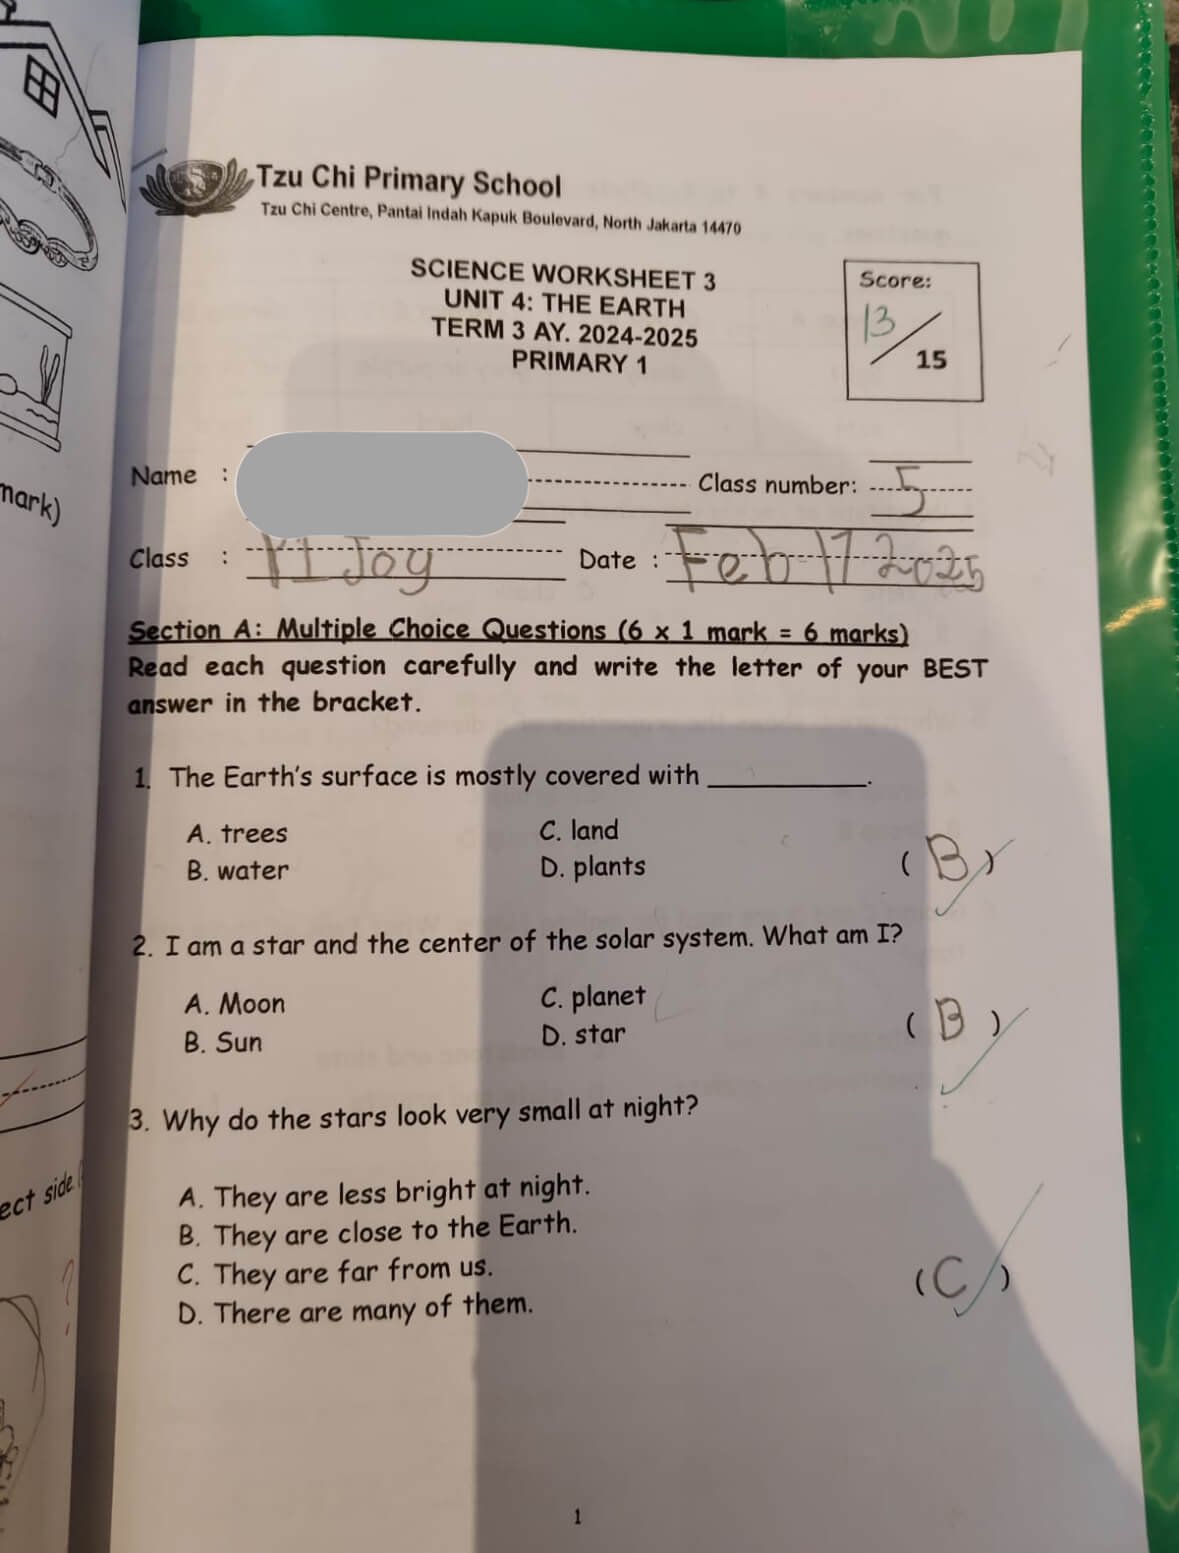 Tzu Chi Primary School
Tzu Chi Centre, Pantai Indah Kapuk Boulevard, North Jakarta 14470
SCIENCE WORKSHEET 3
UNIT 4: THE EARTH
TERM 3 AY. 2024-2025
PRIMARY 1
Score:
13
15
Name :
Class number: 5
Class : P1 Joy
Date : Feb 17 2025
Section A: Multiple Choice Questions (6 x 1 mark = 6 marks)
Read each question carefully and write the letter of your BEST
answer in the bracket.
1. The Earth's surface is mostly covered with ___________.
A. trees
C. land
B. water
D. plants
( B )
2. I am a star and the center of the solar system. What am I?
A. Moon
C. planet
B. Sun
D. star
( B )
3. Why do the stars look very small at night?
A. They are less bright at night.
B. They are close to the Earth.
C. They are far from us.
( C )
D. There are many of them.
1
mark)
ect side.
?